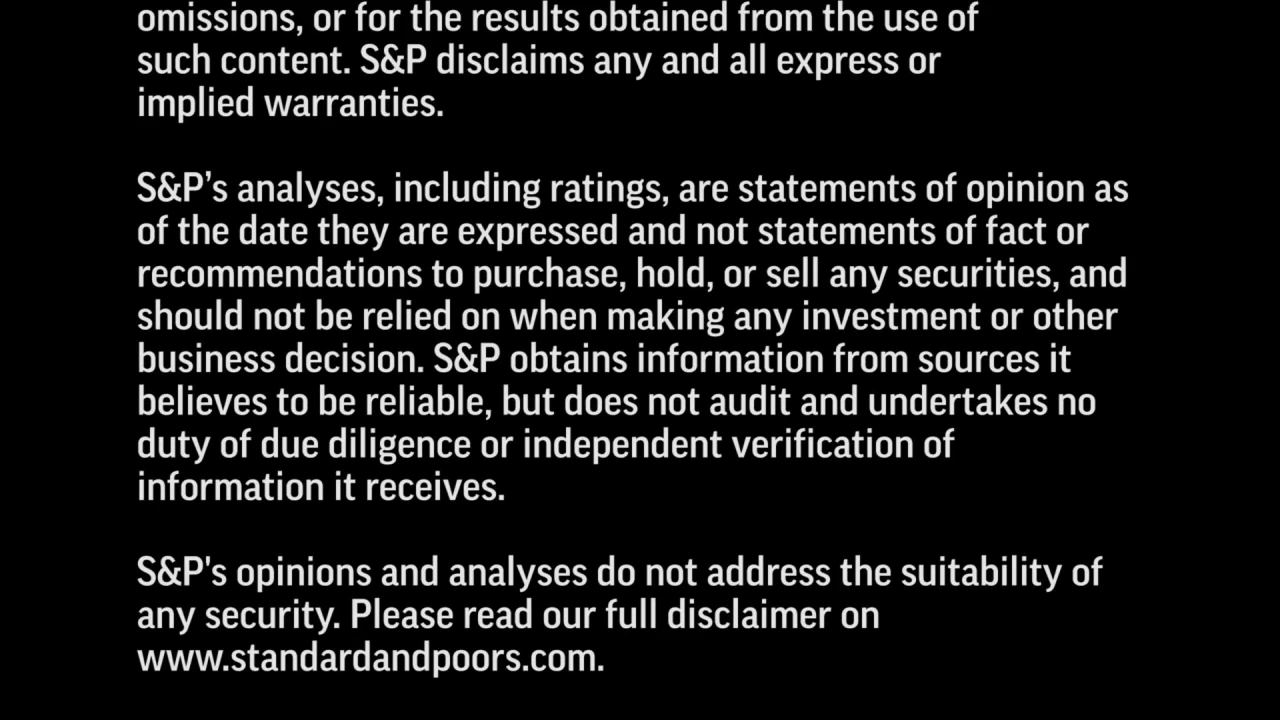 omissions, or for the results obtained from the use of
such content. S&P disclaims any and all express or
implied warranties.
S&P’s analyses, including ratings, are statements of opinion as
of the date they are expressed and not statements of fact or
recommendations to purchase, hold, or sell any securities, and
should not be relied on when making any investment or other
business decision. S&P obtains information from sources it
believes to be reliable, but does not audit and undertakes no
duty of due diligence or independent verification of
information it receives.
S&P's opinions and analyses do not address the suitability of
any security. Please read our full disclaimer on
www.standardandpoors.com.